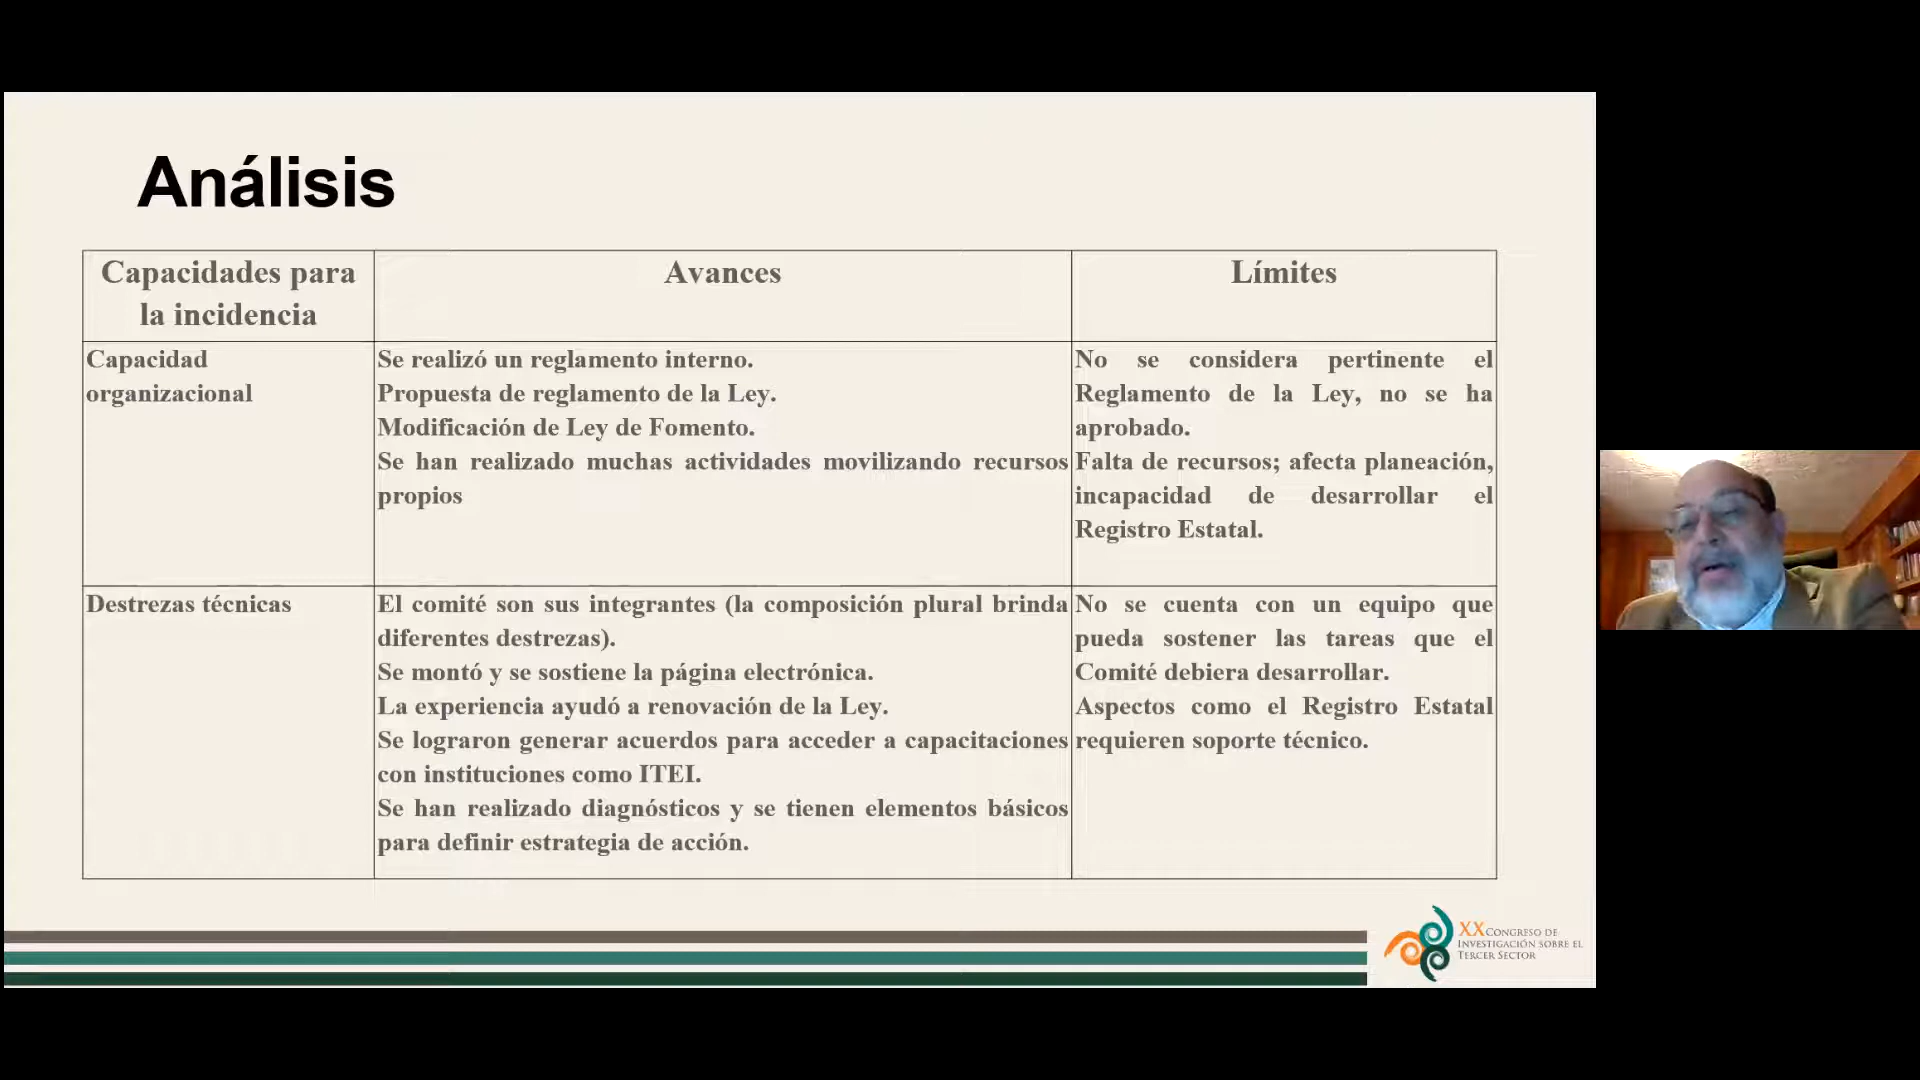 Análisis
Capacidades para
la incidencia
Avances
Límites
Capacidad
organizacional
Se realizó un reglamento interno.
Propuesta de reglamento de la Ley.
Modificación de Ley de Fomento.
Se han realizado muchas actividades movilizando recursos
propios
No se considera pertinente el
Reglamento de la Ley, no se ha
aprobado.
Falta de recursos; afecta planeación,
incapacidad de desarrollar el
Registro Estatal.
Destrezas técnicas
El comité son sus integrantes (la composición plural brinda
diferentes destrezas).
Se montó y se sostiene la página electrónica.
La experiencia ayudó a renovación de la Ley.
Se lograron generar acuerdos para acceder a capacitaciones
con instituciones como ITEI.
Se han realizado diagnósticos y se tienen elementos básicos
para definir estrategia de acción.
No se cuenta con un equipo que
pueda sostener las tareas que el
Comité debiera desarrollar.
Aspectos como el Registro Estatal
requieren soporte técnico.
XX CONGRESO DE
INVESTIGACIÓN SOBRE EL
TERCER SECTOR